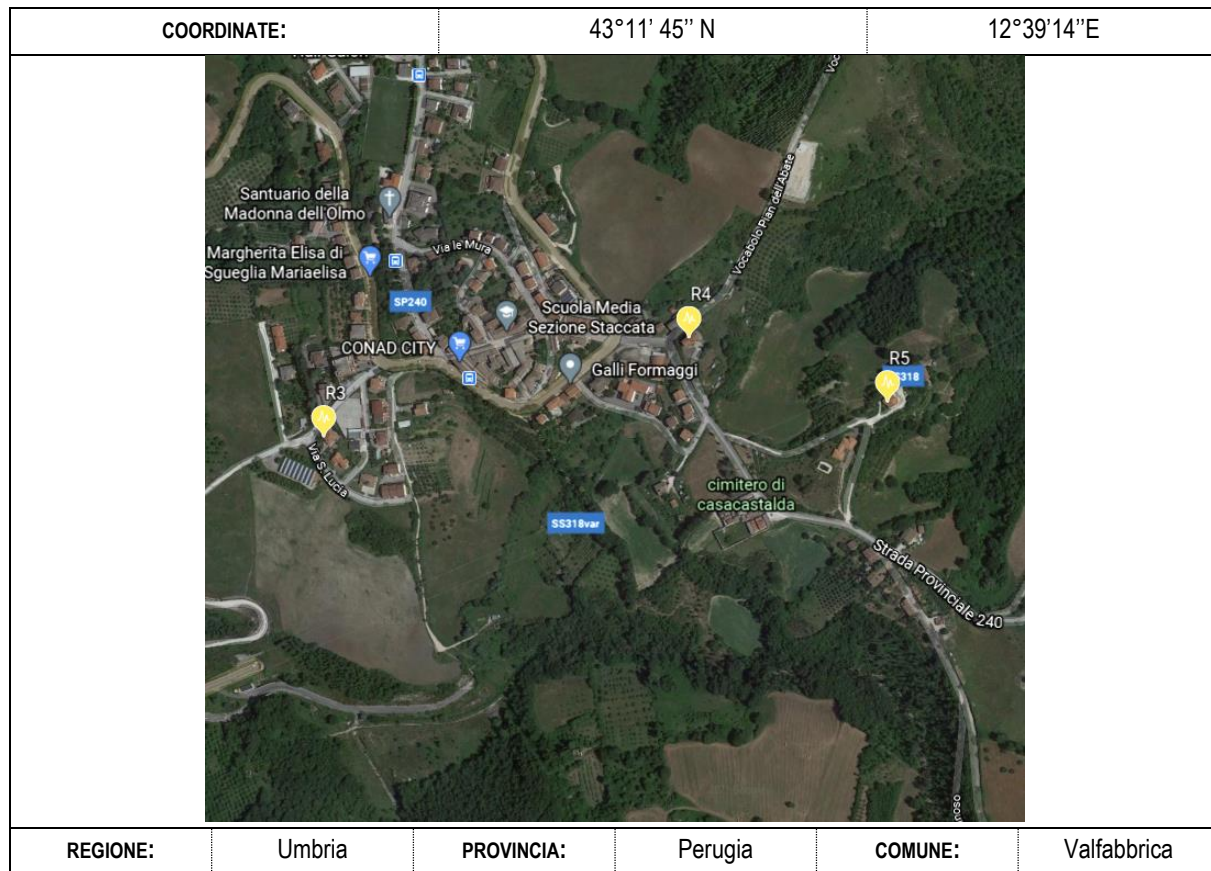 COORDINATE: 43°11' 45'' N 12°39'14''E
Santuario della
Madonna dell'Olmo
Via le Mura
Margherita Elisa di
Sgueglia Mariaelisa
Vocabolo Pian dell'Abate
SP240
R4
Scuola Media
Sezione Staccata
CONAD CITY
Galli Formaggi
R5
R3
Via S. Lucia
cimitero di
casacastalda
SS318var
Strada Provinciale 240
REGIONE: Umbria PROVINCIA: Perugia COMUNE: Valfabbrica